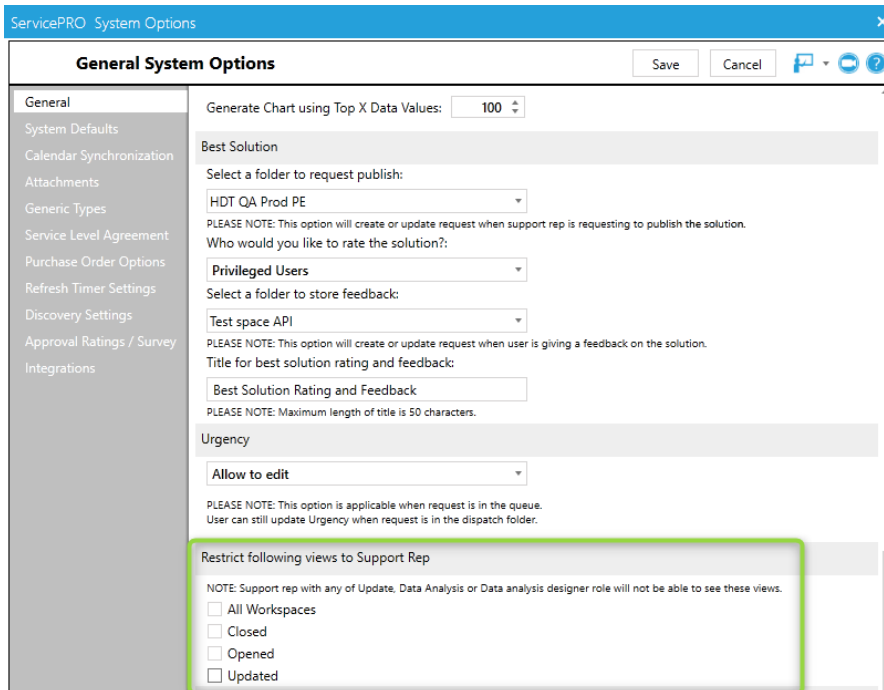 ServicePRO System Options
General System Options
Save
Cancel
General
System Defaults
Calendar Synchronization
Attachments
Generic Types
Service Level Agreement
Purchase Order Options
Refresh Timer Settings
Discovery Settings
Approval Ratings / Survey
Integrations
Generate Chart using Top X Data Values: 100
Best Solution
Select a folder to request publish:
HDT QA Prod PE
PLEASE NOTE: This option will create or update request when support rep is requesting to publish the solution.
Who would you like to rate the solution?:
Privileged Users
Select a folder to store feedback:
Test space API
PLEASE NOTE: This option will create or update request when user is giving a feedback on the solution.
Title for best solution rating and feedback:
Best Solution Rating and Feedback
PLEASE NOTE: Maximum length of title is 50 characters.
Urgency
Allow to edit
PLEASE NOTE: This option is applicable when request is in the queue.
User can still update Urgency when request is in the dispatch folder.
Restrict following views to Support Rep
NOTE: Support rep with any of Update, Data Analysis or Data analysis designer role will not be able to see these views.
All Workspaces
Closed
Opened
Updated